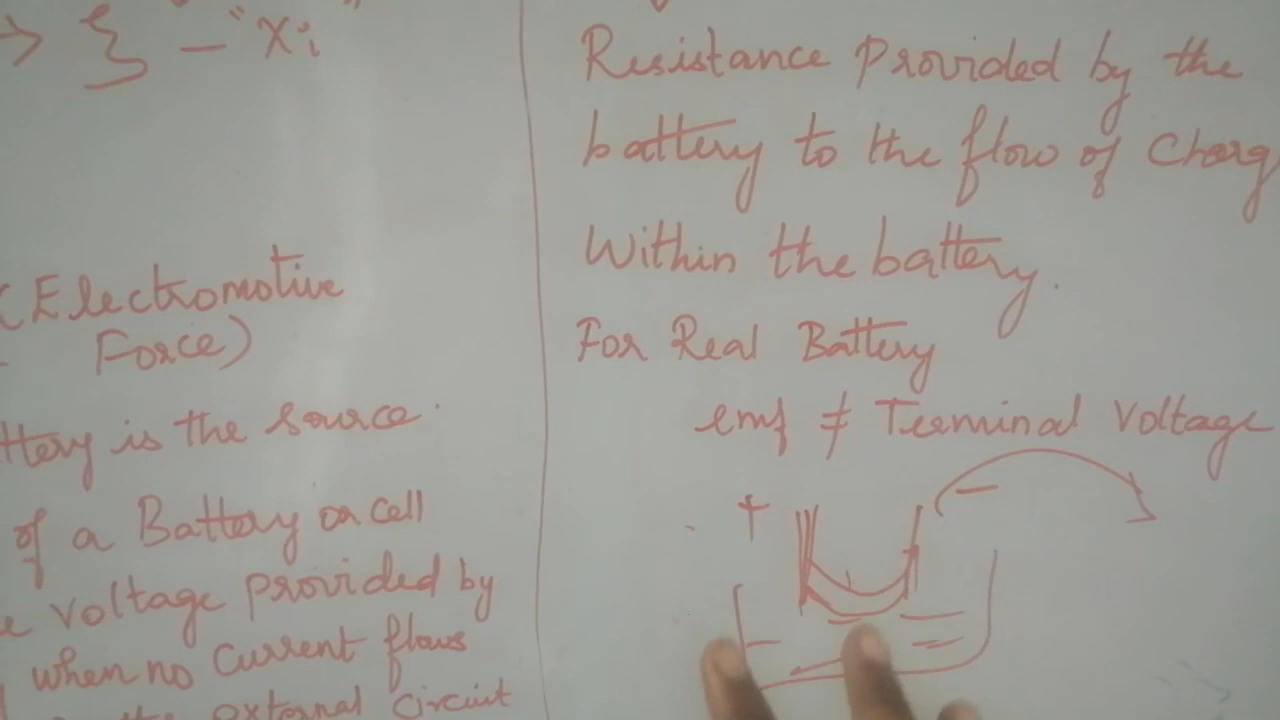 → ξ – "Xi"
(Electromotive
Force)
is the source
of a Battery or cell
voltage provided by
when no current flows
external circuit
Resistance Provided by the
battery to the flow of Charg
Within the battery.
For Real Battery
emf ≠ Terminal Voltage
+ –